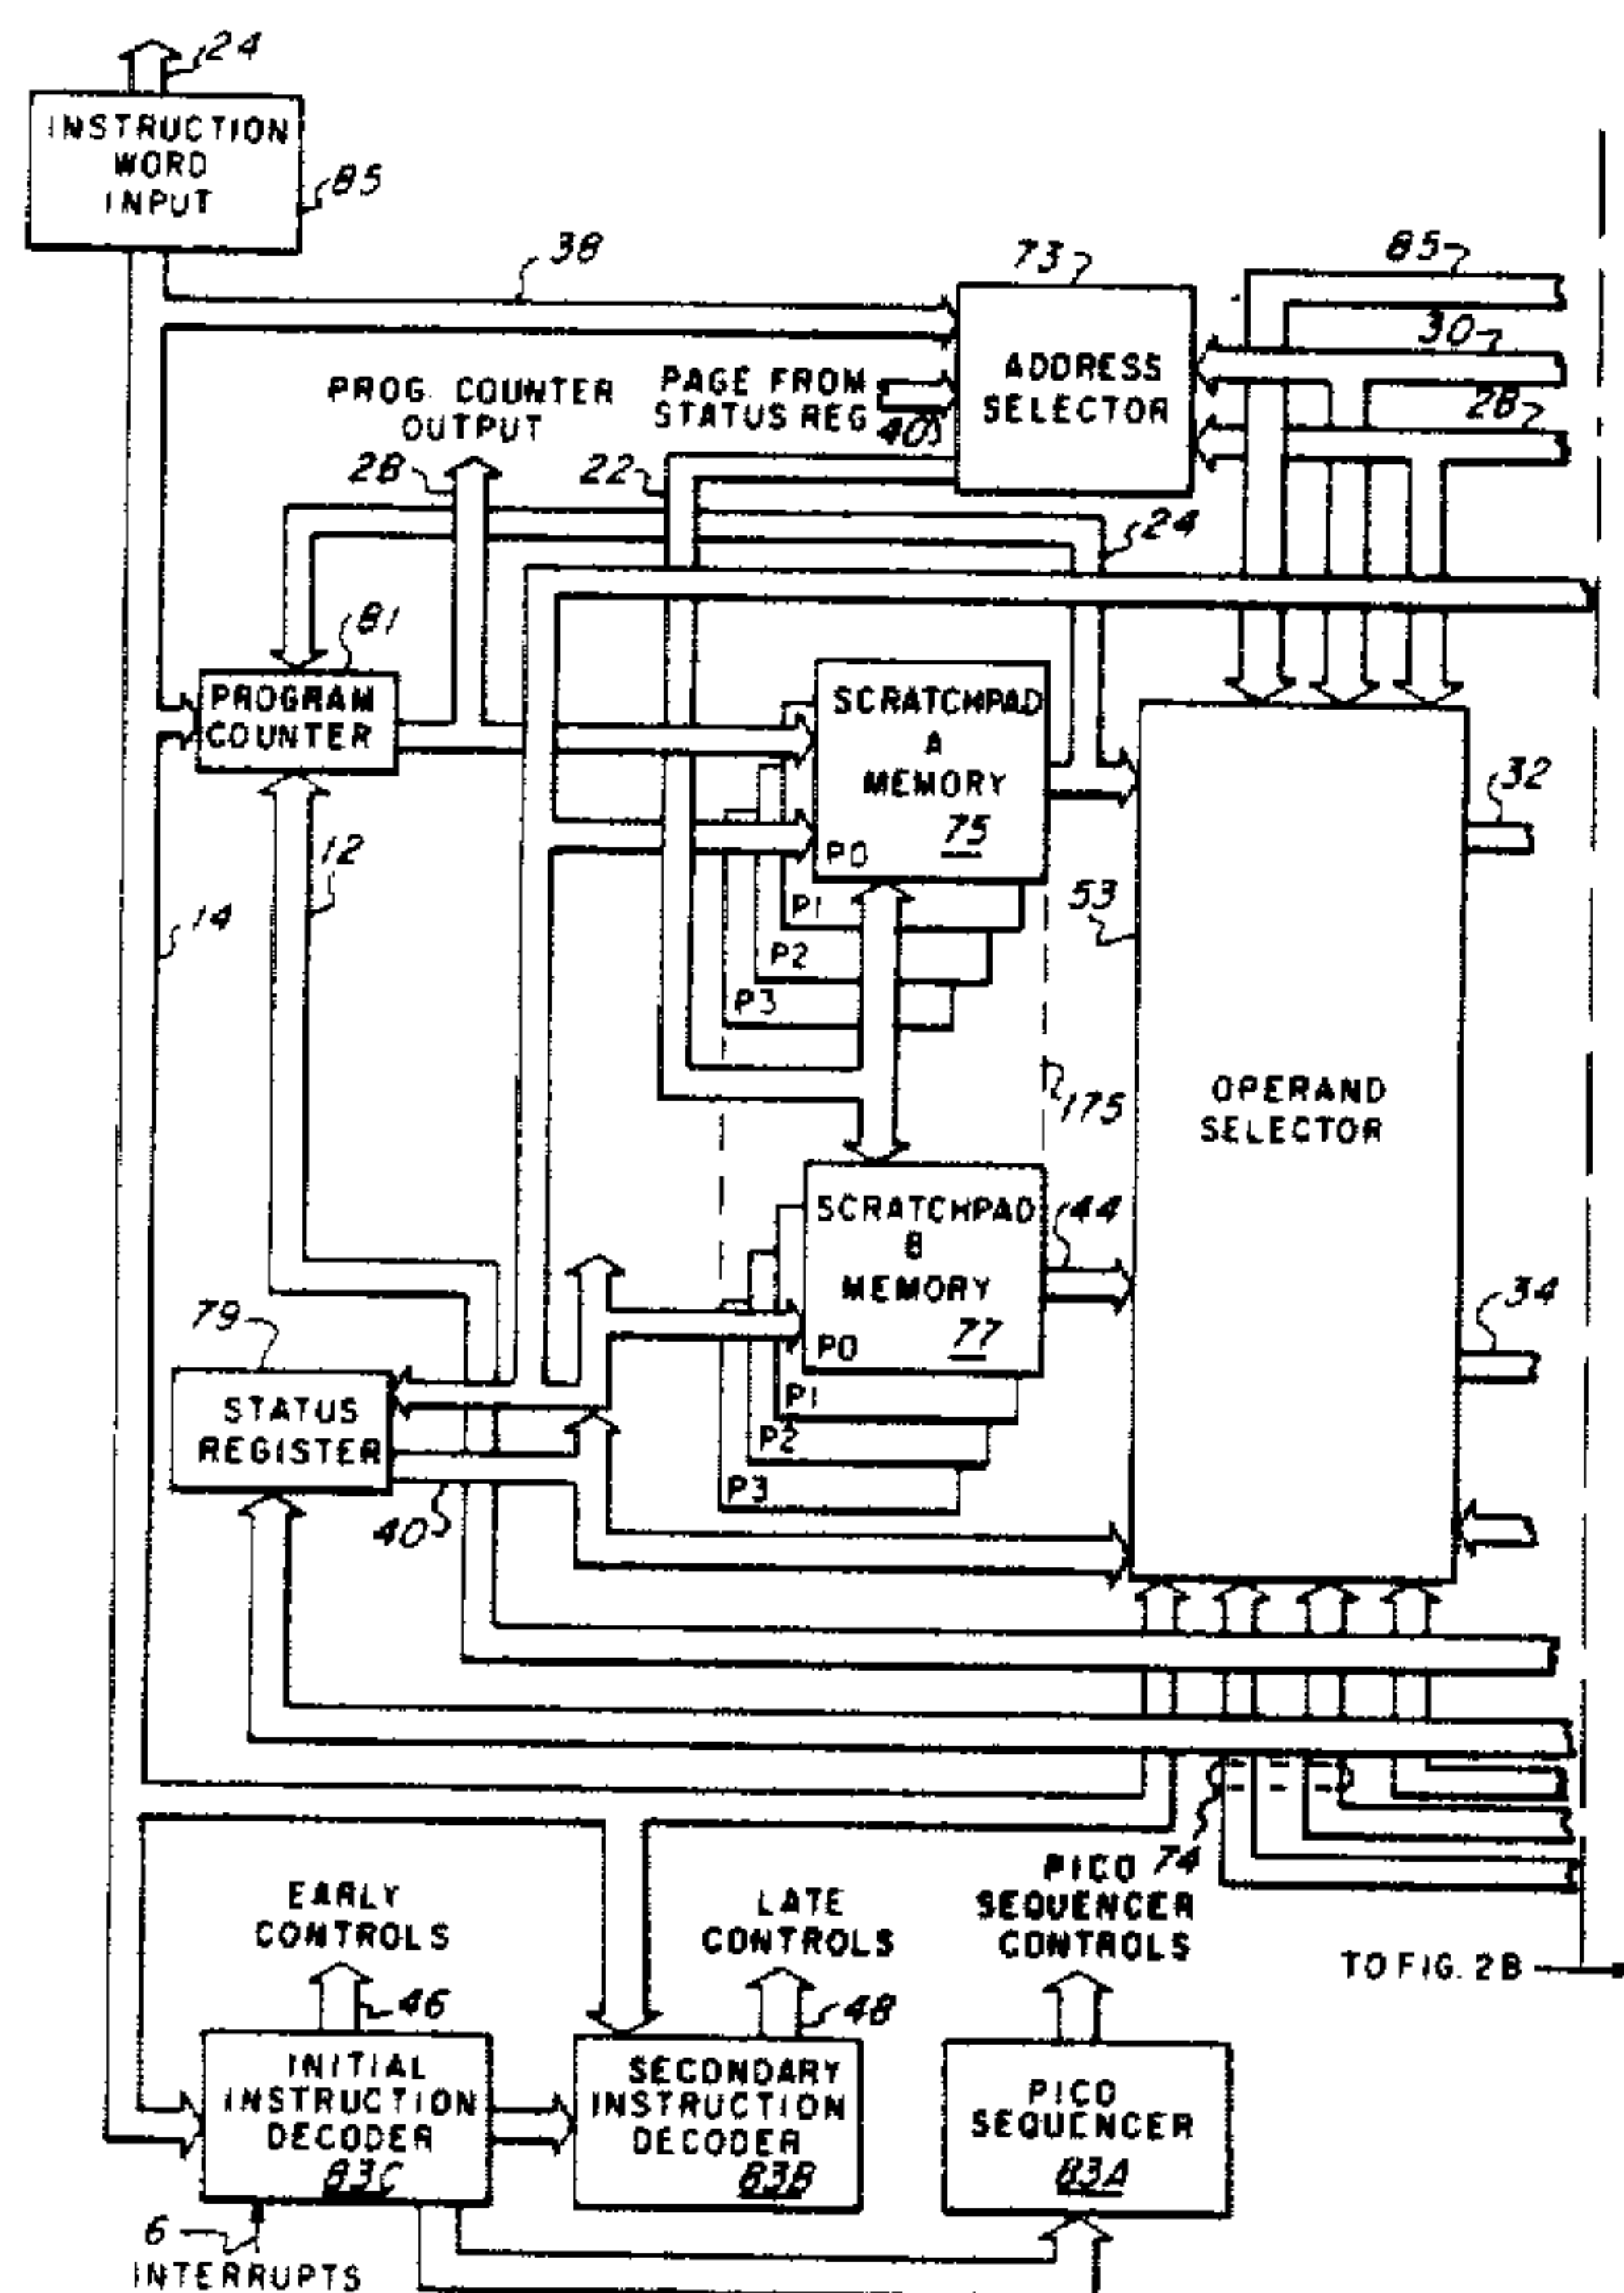 24
INSTRUCTION
WORD
INPUT
85
38
73
85
30
28
ADDRESS
SELECTOR
PAGE FROM
STATUS REG
40
PROG. COUNTER
OUTPUT
28
22
24
81
PROGRAM
COUNTER
SCRATCHPAD
A
MEMORY
75
P0
P1
P2
P3
32
12
14
53
175
OPERAND
SELECTOR
SCRATCHPAD
B
MEMORY
77
P0
P1
P2
P3
44
34
79
STATUS
REGISTER
40
74
EARLY
CONTROLS
LATE
CONTROLS
PICO
SEQUENCER
CONTROLS
TO FIG. 2B
46
48
INITIAL
INSTRUCTION
DECODER
83C
SECONDARY
INSTRUCTION
DECODER
83B
PICO
SEQUENCER
83A
6
INTERRUPTS